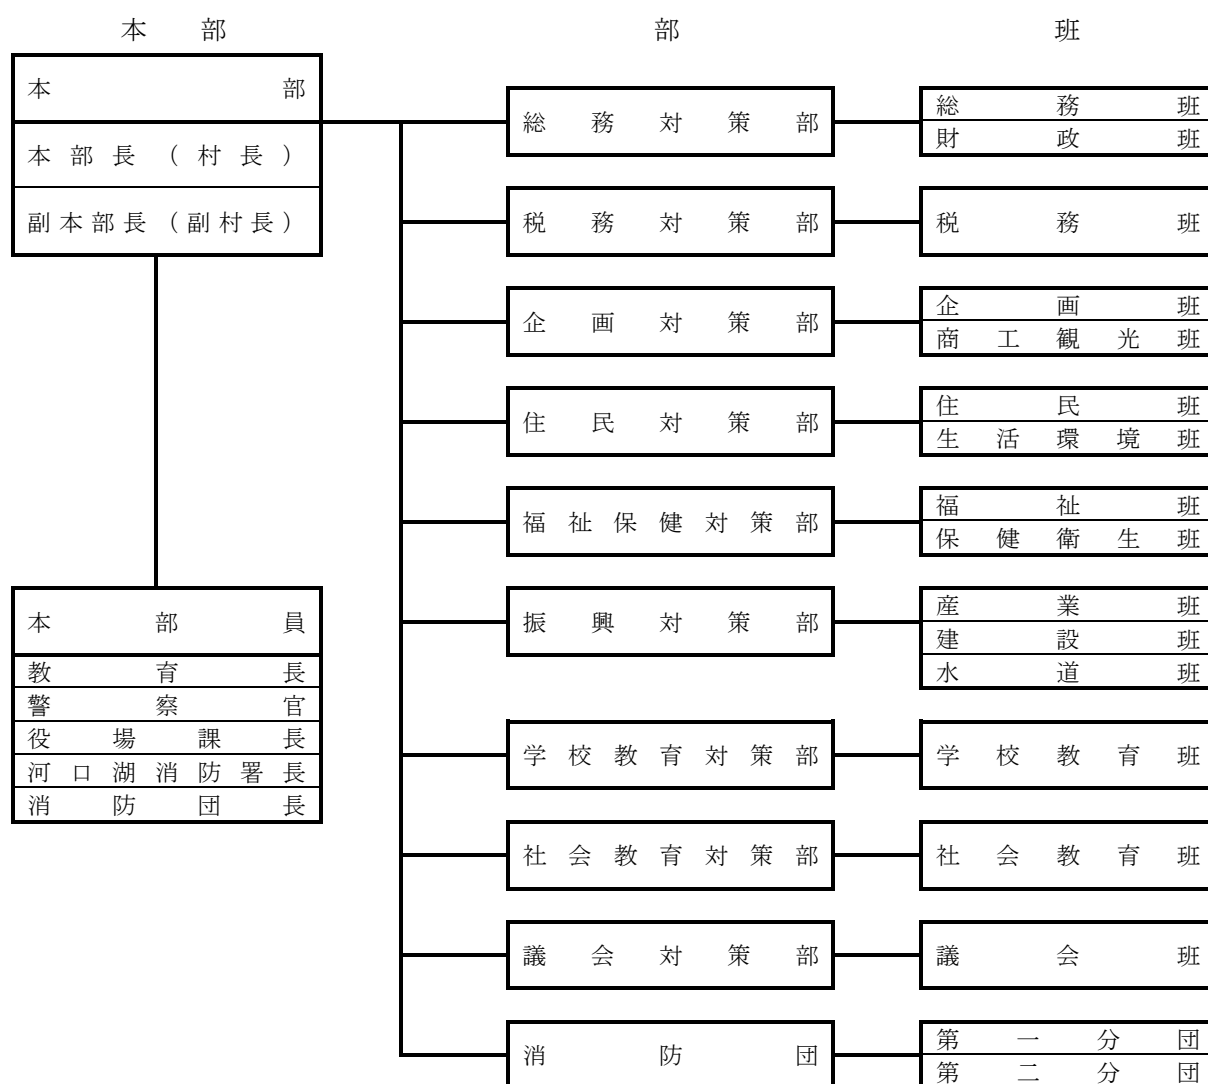 本部
部
班
本部
本部長(村長)
副本部長(副村長)
本部員
教育長
警察官
役場課長
河口湖消防署長
消防団長
総務対策部
総務班
財政班
税務対策部
税務班
企画対策部
企画班
商工観光班
住民対策部
住民班
生活環境班
福祉保健対策部
福祉班
保健衛生班
振興対策部
産業班
建設班
水道班
学校教育対策部
学校教育班
社会教育対策部
社会教育班
議会対策部
議会班
消防団
第一分団
第二分団